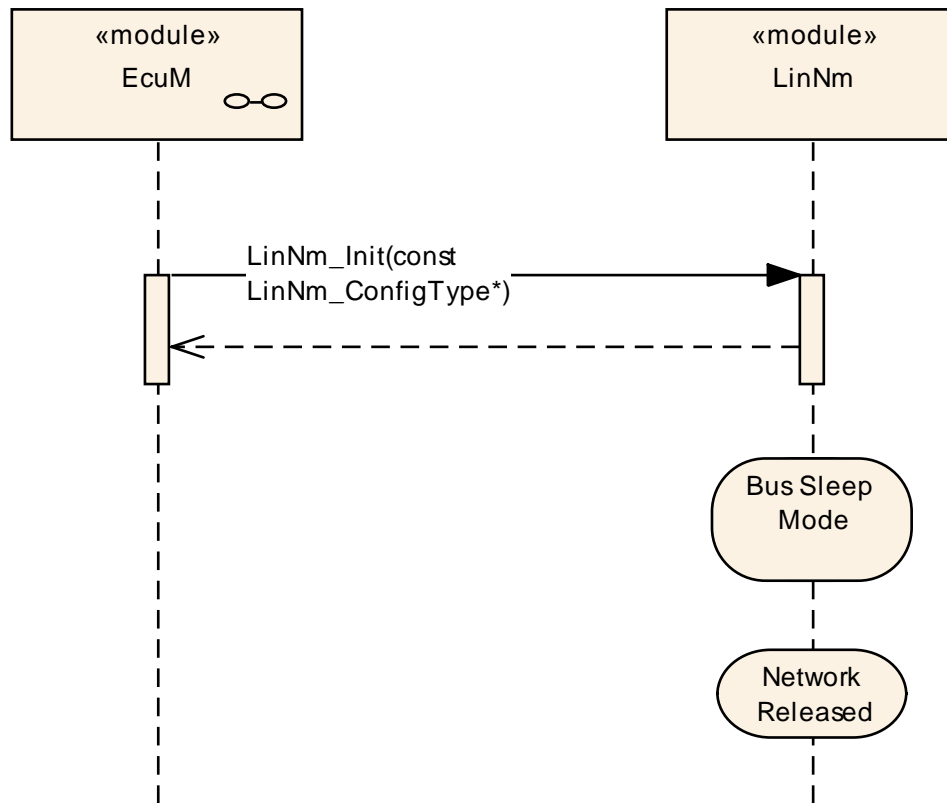 «module»
EcuM
«module»
LinNm
LinNm_Init(const
LinNm_ConfigType*)
Bus Sleep
Mode
Network
Released